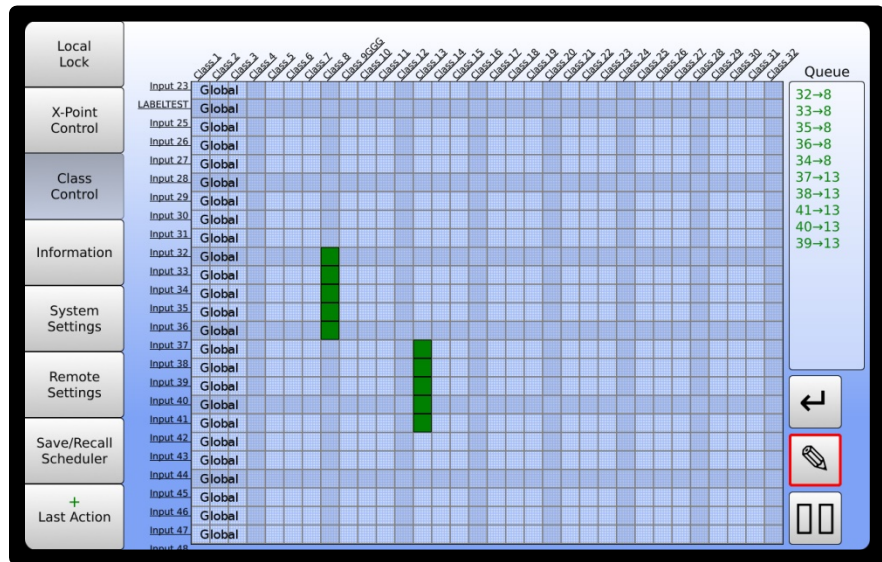 Local
Lock
X-Point
Control
Class
Control
Information
System
Settings
Remote
Settings
Save/Recall
Scheduler
+
Last Action
Class 1
Class 2
Class 3
Class 4
Class 5
Class 6
Class 7
Class 8
Class 9GGG
Class 10
Class 11
Class 12
Class 13
Class 14
Class 15
Class 16
Class 17
Class 18
Class 19
Class 20
Class 21
Class 22
Class 23
Class 24
Class 25
Class 26
Class 27
Class 28
Class 29
Class 30
Class 31
Class 32
Input 23 Global
LABELTEST Global
Input 25 Global
Input 26 Global
Input 27 Global
Input 28 Global
Input 29 Global
Input 30 Global
Input 31 Global
Input 32 Global
Input 33 Global
Input 34 Global
Input 35 Global
Input 36 Global
Input 37 Global
Input 38 Global
Input 39 Global
Input 40 Global
Input 41 Global
Input 42 Global
Input 43 Global
Input 44 Global
Input 45 Global
Input 46 Global
Input 47 Global
Input 48
Queue
32→8
33→8
35→8
36→8
34→8
37→13
38→13
41→13
40→13
39→13